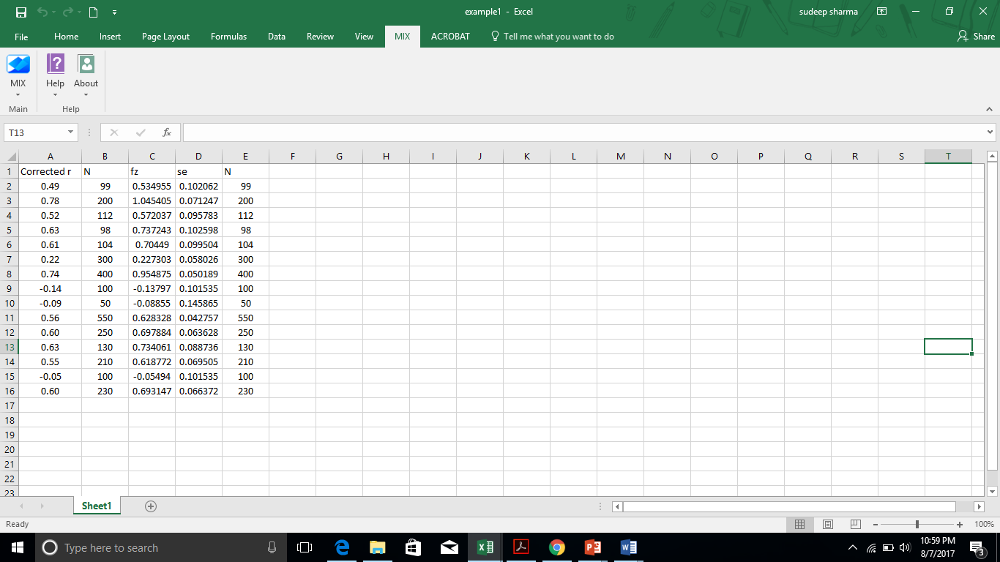 example1 - Excel
sudeep sharma
File Home Insert Page Layout Formulas Data Review View MIX ACROBAT Tell me what you want to do Share
MIX Help About
Main Help
T13 fx
A B C D E F G H I J K L M N O P Q R S T
1 Corrected r N fz se N
2 0.49 99 0.534955 0.102062 99
3 0.78 200 1.045405 0.071247 200
4 0.52 112 0.572037 0.095783 112
5 0.63 98 0.737243 0.102598 98
6 0.61 104 0.70449 0.099504 104
7 0.22 300 0.227303 0.058026 300
8 0.74 400 0.954875 0.050189 400
9 -0.14 100 -0.13797 0.101535 100
10 -0.09 50 -0.08855 0.145865 50
11 0.56 550 0.628328 0.042757 550
12 0.60 250 0.697884 0.063628 250
13 0.63 130 0.734061 0.088736 130
14 0.55 210 0.618772 0.069505 210
15 -0.05 100 -0.05494 0.101535 100
16 0.60 230 0.693147 0.066372 230
17
18
19
20
21
22
23
Sheet1
Ready 100%
Type here to search
10:59 PM
8/7/2017
3